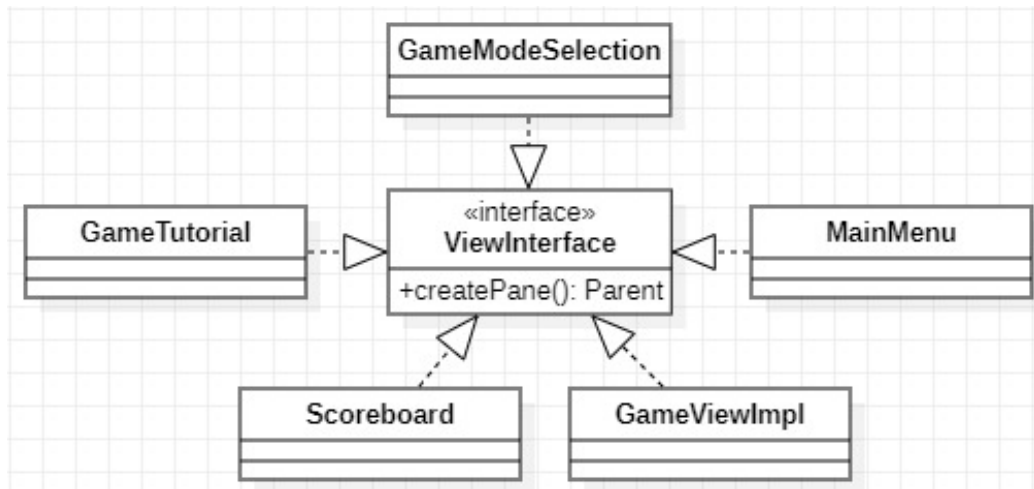 GameModeSelection
«interface»
ViewInterface
+createPane(): Parent
GameTutorial
MainMenu
Scoreboard
GameViewImpl